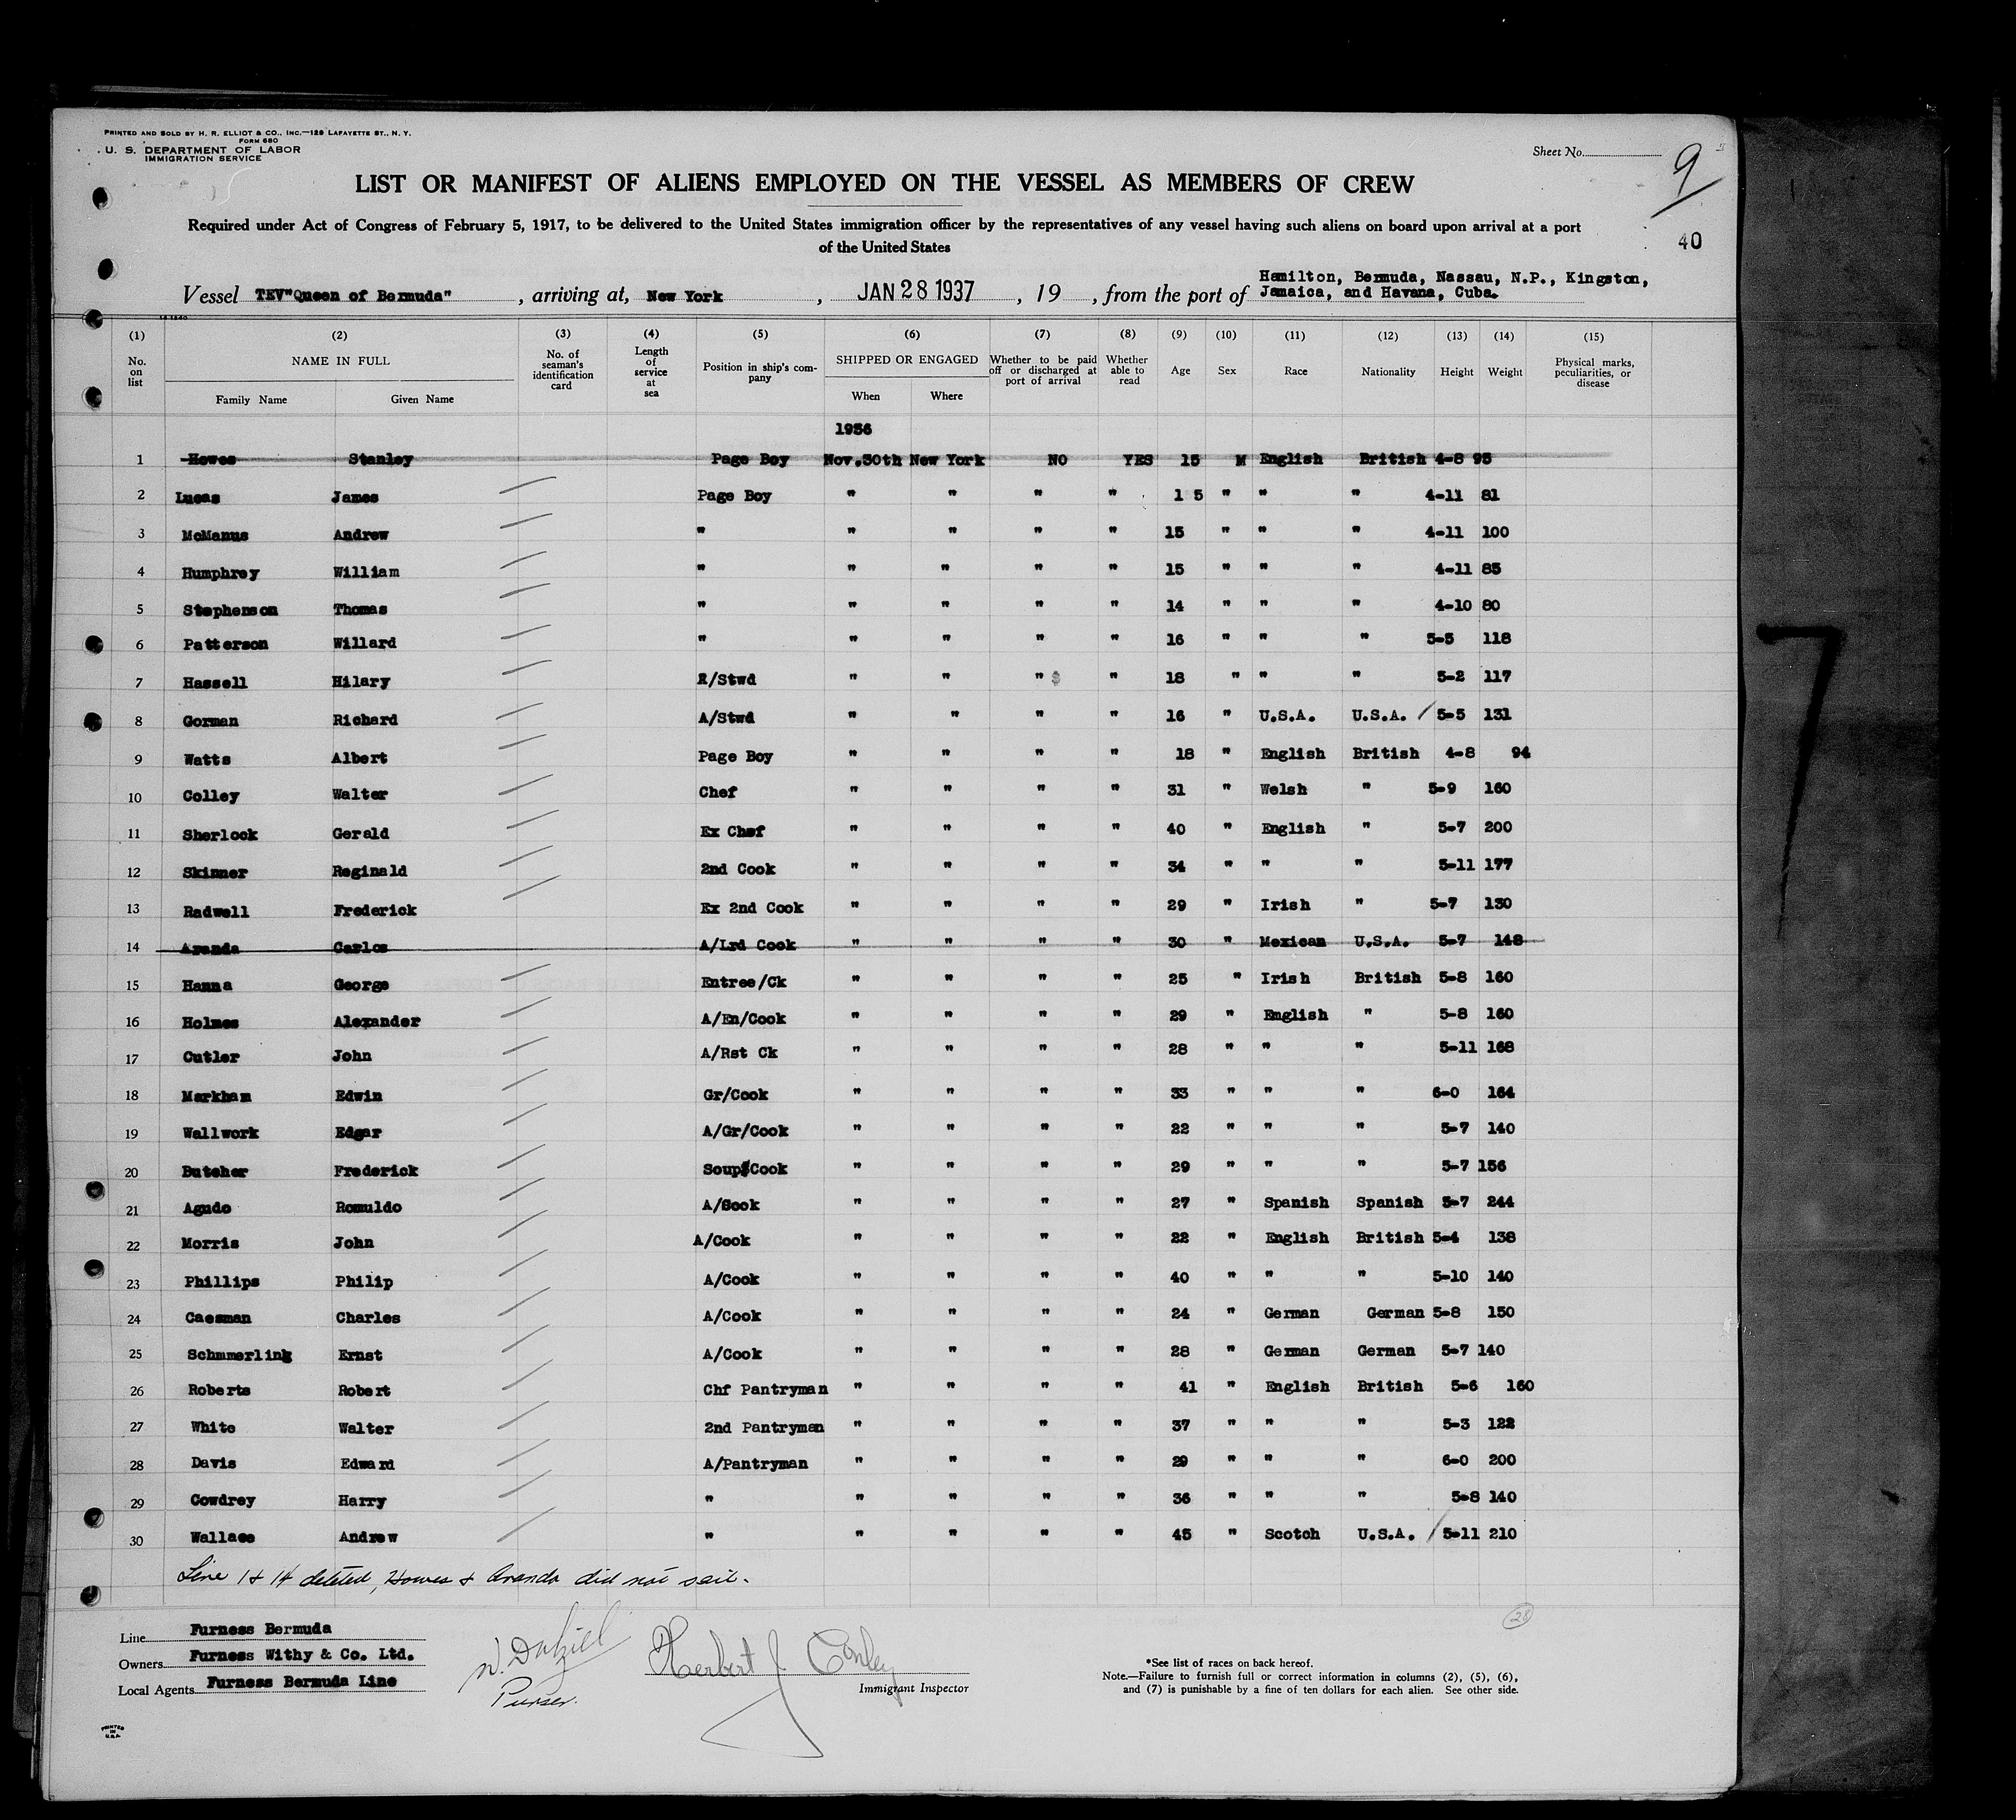 PRINTED AND SOLD BY H. R. ELLIOT & CO., INC.—129 LAFAYETTE ST., N. Y.
FORM 680
U. S. DEPARTMENT OF LABOR
IMMIGRATION SERVICE
Sheet No.
9
LIST OR MANIFEST OF ALIENS EMPLOYED ON THE VESSEL AS MEMBERS OF CREW
Required under Act of Congress of February 5, 1917, to be delivered to the United States immigration officer by the representatives of any vessel having such aliens on board upon arrival at a port
of the United States
40
Hamilton, Bermuda, Nassau, N.P., Kingston,
Vessel TEV"Queen of Bermuda" , arriving at, New York , JAN 28 1937 , 19 , from the port of Jamaica, and Havana, Cuba.
(1) (2) (3) (4) (5) (6) (7) (8) (9) (10) (11) (12) (13) (14) (15)
No. on list NAME IN FULL Family Name Given Name No. of seaman's identification card Length of service at sea Position in ship's company SHIPPED OR ENGAGED When Where Whether to be paid off or discharged at port of arrival Whether able to read Age Sex Race Nationality Height Weight Physical marks, peculiarities, or disease
1936
1 Howes Stanley Page Boy Nov.30th New York NO YES 15 M English British 4-8 95
2 Lucas James Page Boy " " " " 15 " " " 4-11 81
3 McManus Andrew " " " " " 15 " " " 4-11 100
4 Humphrey William " " " " " 15 " " " 4-11 85
5 Stephenson Thomas " " " " " 14 " " " 4-10 80
6 Patterson Willard " " " " " 16 " " " 5-5 118
7 Hassell Hilary R/Stwd " " " " 18 " " " 5-2 117
8 Gorman Richard A/Stwd " " " " 16 " U.S.A. U.S.A. 5-5 131
9 Watts Albert Page Boy " " " " 18 " English British 4-8 94
10 Colley Walter Chef " " " " 31 " Welsh " 5-9 160
11 Sherlock Gerald Ex Chef " " " " 40 " English " 5-7 200
12 Skinner Reginald 2nd Cook " " " " 34 " " " 5-11 177
13 Radwell Frederick Ex 2nd Cook " " " " 29 " Irish " 5-7 130
14 Aranda Carlos A/Lrd Cook " " " " 30 " Mexican U.S.A. 5-7 148
15 Hanna George Entree/Ck " " " " 25 " Irish British 5-8 160
16 Holmes Alexander A/En/Cook " " " " 29 " English " 5-8 160
17 Cutler John A/Rst Ck " " " " 28 " " " 5-11 168
18 Markham Edwin Gr/Cook " " " " 33 " " " 6-0 164
19 Wallwork Edgar A/Gr/Cook " " " " 22 " " " 5-7 140
20 Butcher Frederick Soup/Cook " " " " 29 " " " 5-7 156
21 Agudo Romuldo A/Cook " " " " 27 " Spanish Spanish 5-7 244
22 Morris John A/Cook " " " " 22 " English British 5-4 138
23 Phillips Philip A/Cook " " " " 40 " " " 5-10 140
24 Caesman Charles A/Cook " " " " 24 " German German 5-8 150
25 Schmmerling Ernst A/Cook " " " " 28 " German German 5-7 140
26 Roberts Robert Chf Pantryman " " " " 41 " English British 5-6 160
27 White Walter 2nd Pantryman " " " " 37 " " " 5-3 122
28 Davis Edward A/Pantryman " " " " 29 " " " 6-0 200
29 Cowdrey Harry " " " " " 36 " " " 5-8 140
30 Wallace Andrew " " " " " 45 " Scotch U.S.A. 5-11 210
Line 1 & 14 deleted, Howes & Aranda did not sail.
28
Line Furness Bermuda
Owners Furness Withy & Co. Ltd.
Local Agents Furness Bermuda Line
W. Dalziell
Purser.
Herbert J. Conley
Immigrant Inspector
*See list of races on back hereof.
Note.—Failure to furnish full or correct information in columns (2), (5), (6),
and (7) is punishable by a fine of ten dollars for each alien. See other side.
PRINTED
IN
U.S.A.
7